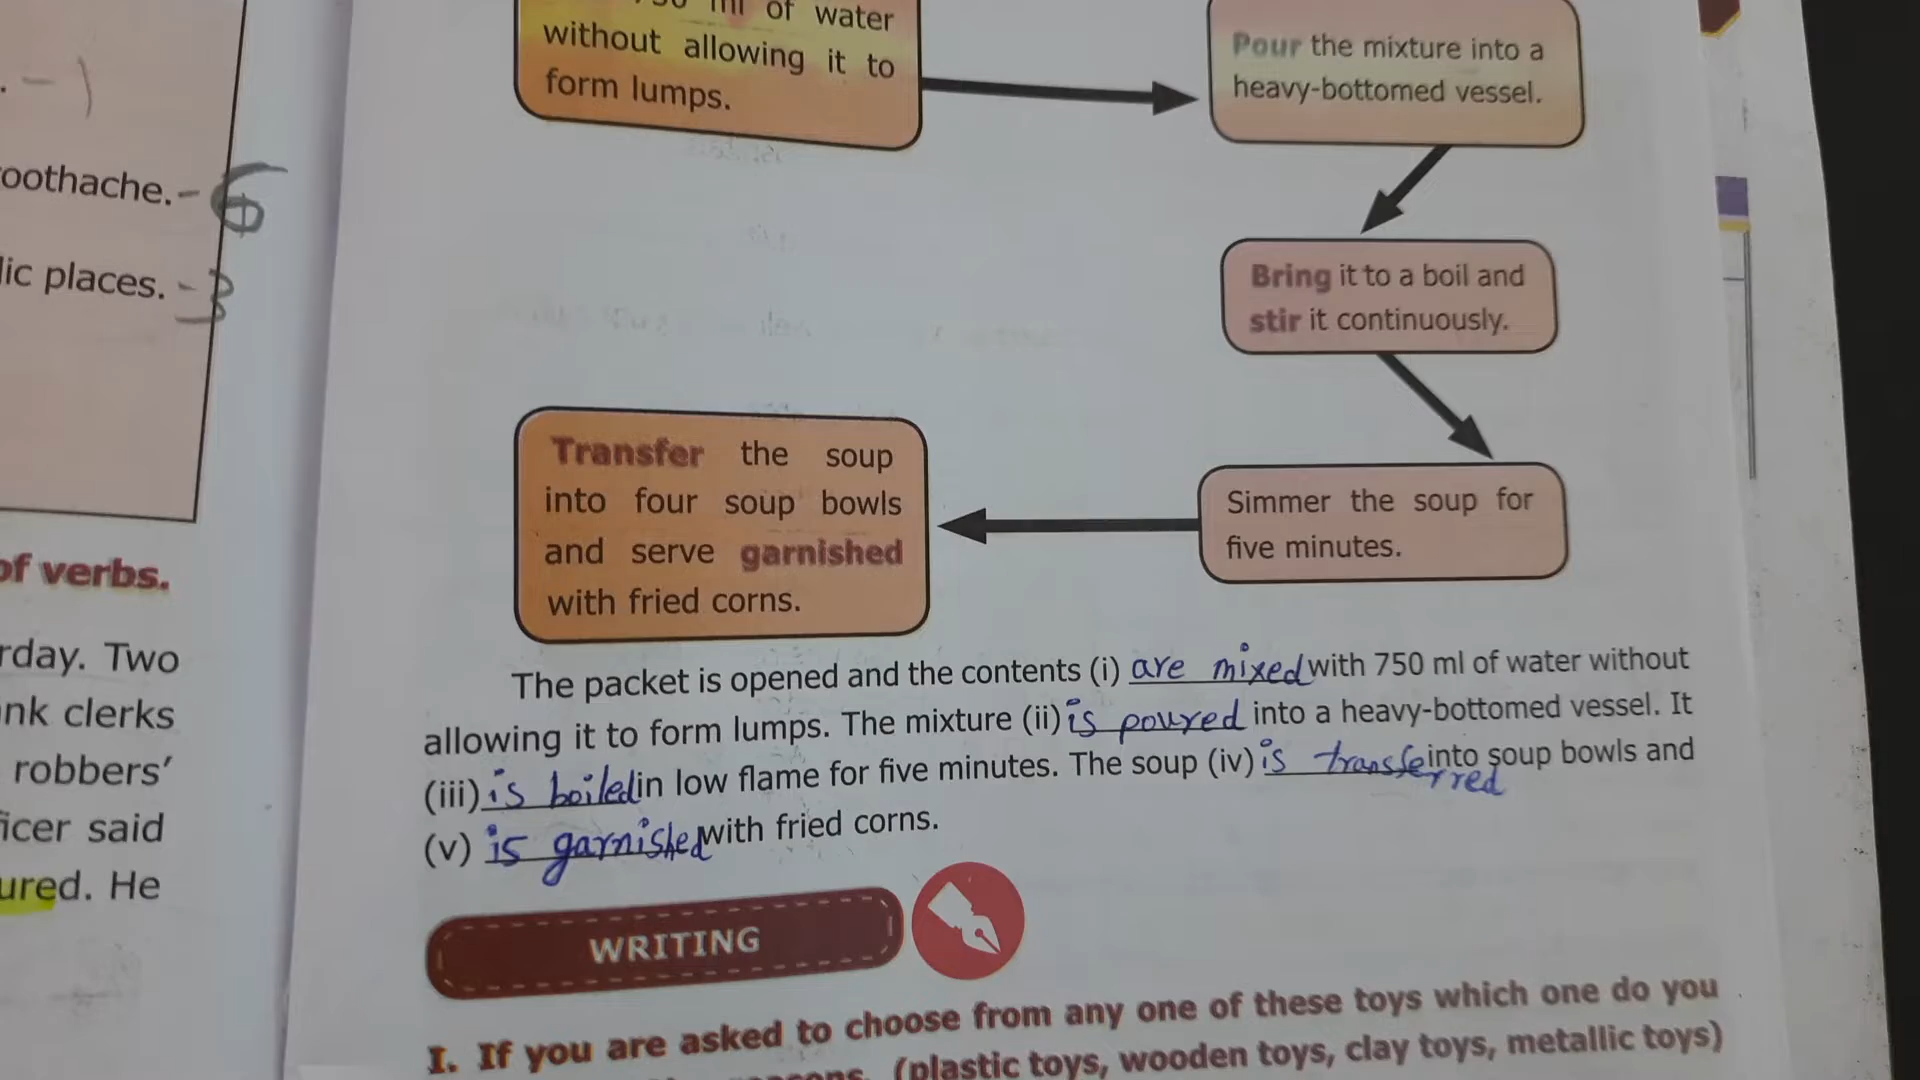 ml of water
without allowing it to
form lumps.
Pour the mixture into a
heavy-bottomed vessel.
Bring it to a boil and
stir it continuously.
Simmer the soup for
five minutes.
Transfer the soup
into four soup bowls
and serve garnished
with fried corns.
oothache. - 6
lic places. - 3
of verbs.
rday. Two
nk clerks
robbers'
ficer said
ured. He
The packet is opened and the contents (i) are mixed with 750 ml of water without
allowing it to form lumps. The mixture (ii) is poured into a heavy-bottomed vessel. It
(iii) is boiled in low flame for five minutes. The soup (iv) is transferred into soup bowls and
(v) is garnished with fried corns.
WRITING
I. If you are asked to choose from any one of these toys which one do you
(plastic toys, wooden toys, clay toys, metallic toys)